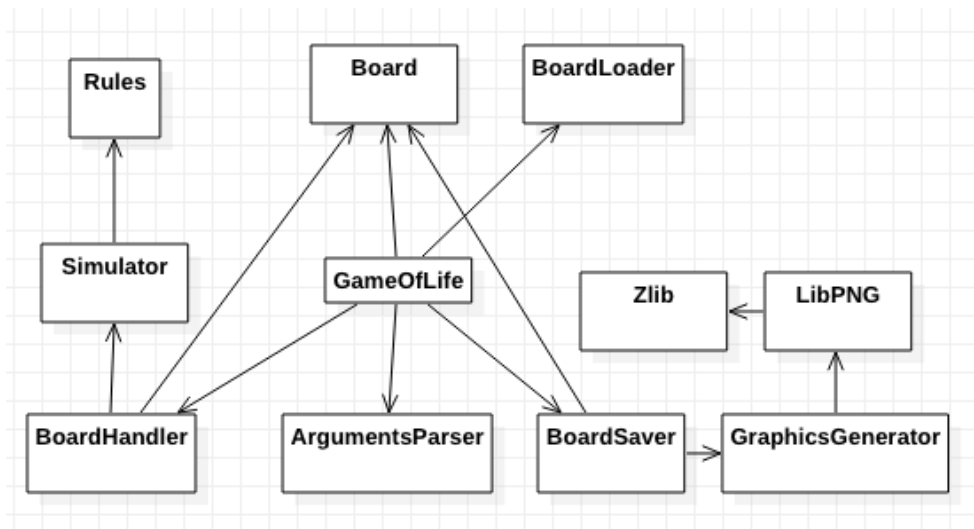 Rules
Board
BoardLoader
Simulator
GameOfLife
Zlib
LibPNG
BoardHandler
ArgumentsParser
BoardSaver
GraphicsGenerator